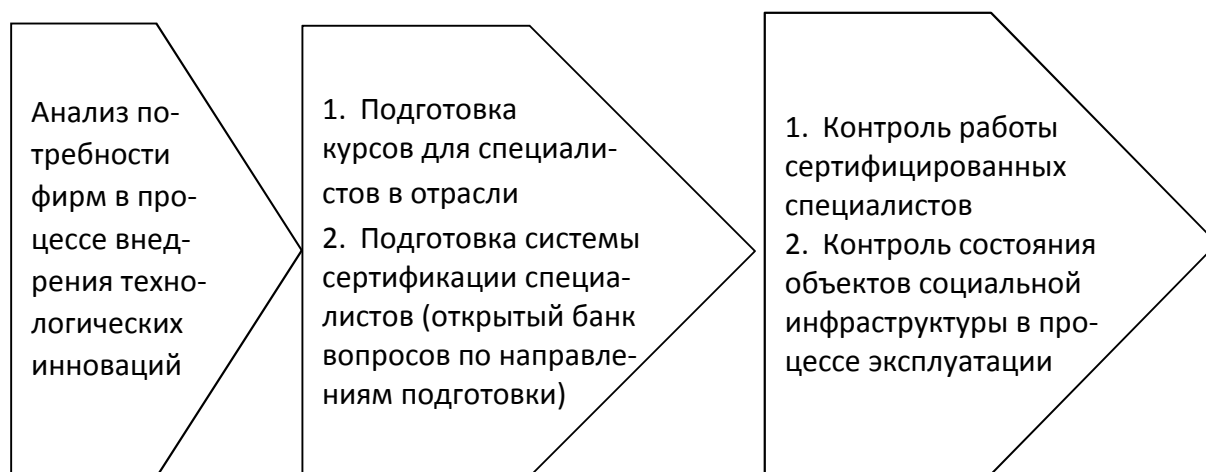 Анализ по-
требности
фирм в про-
цессе внед-
рения техно-
логических
инноваций
1. Подготовка
курсов для специали-
стов в отрасли
2. Подготовка системы
сертификации специа-
листов (открытый банк
вопросов по направле-
ниям подготовки)
1. Контроль работы
сертифицированных
специалистов
2. Контроль состояния
объектов социальной
инфраструктуры в про-
цессе эксплуатации